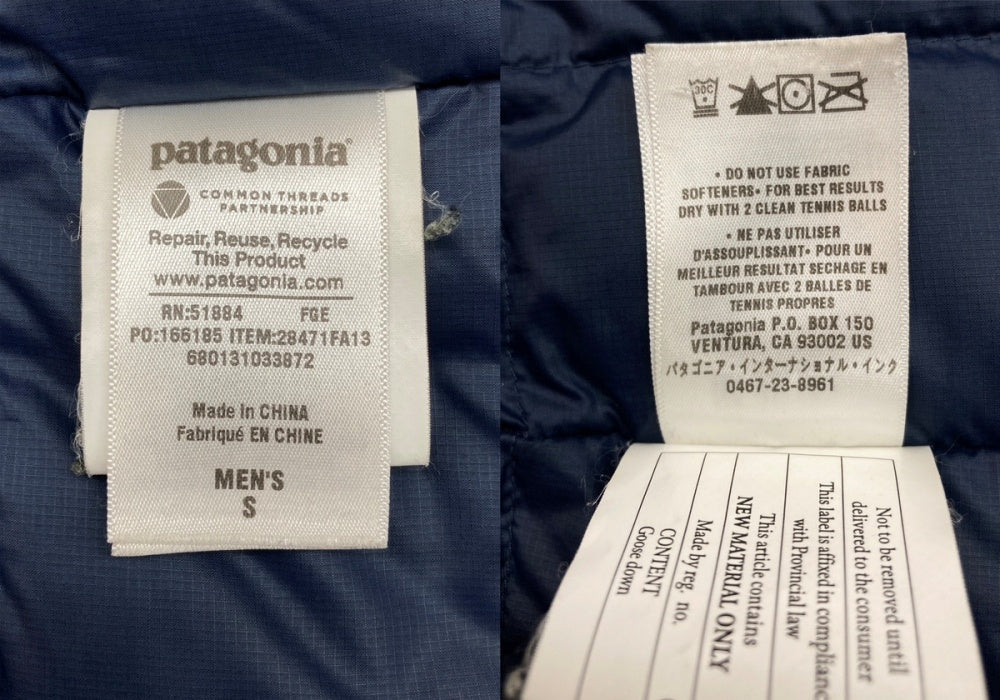 patagonia®
COMMON THREADS
PARTNERSHIP
Repair, Reuse, Recycle
This Product
www.patagonia.com
RN:51884 FGE
PO:166185 ITEM:28471FA13
680131033872
Made in CHINA
Fabriqué EN CHINE
MEN'S
S
30C
• DO NOT USE FABRIC
SOFTENERS• FOR BEST RESULTS
DRY WITH 2 CLEAN TENNIS BALLS
• NE PAS UTILISER
D'ASSOUPLISSANT• POUR UN
MEILLEUR RESULTAT SECHAGE EN
TAMBOUR AVEC 2 BALLES DE
TENNIS PROPRES
Patagonia P.O. BOX 150
VENTURA, CA 93002 US
パタゴニア・インターナショナル・インク
0467-23-8961
Not to be removed until
delivered to the consumer
This label is affixed in
with Provincial law
This article contains
NEW MATERIAL ONLY
Made by reg. no.
CONTENT
Goose down